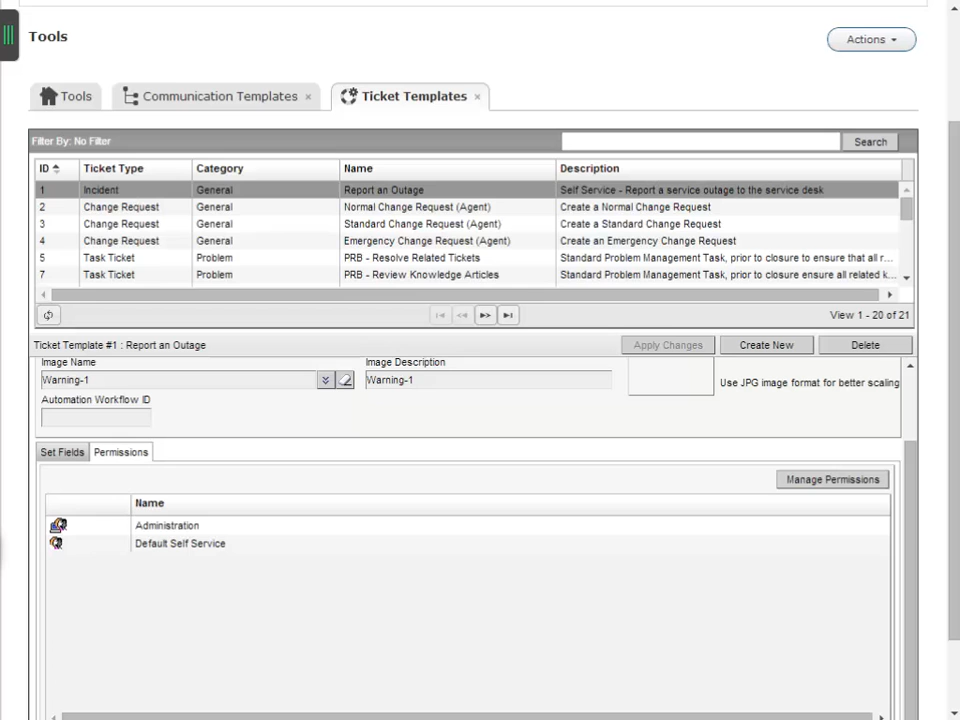 Tools
Actions
Tools
Communication Templates ×
Ticket Templates ×
Filter By: No Filter
Search
ID Ticket Type Category Name Description
1 Incident General Report an Outage Self Service - Report a service outage to the service desk
2 Change Request General Normal Change Request (Agent) Create a Normal Change Request
3 Change Request General Standard Change Request (Agent) Create a Standard Change Request
4 Change Request General Emergency Change Request (Agent) Create an Emergency Change Request
5 Task Ticket Problem PRB - Resolve Related Tickets Standard Problem Management Task, prior to closure to ensure that all r...
7 Task Ticket Problem PRB - Review Knowledge Articles Standard Problem Management Task, prior to closure ensure all related k...
View 1 - 20 of 21
Ticket Template #1 : Report an Outage
Apply Changes
Create New
Delete
Image Name
Image Description
Warning-1
Warning-1
Use JPG image format for better scaling
Automation Workflow ID
Set Fields
Permissions
Manage Permissions
Name
Administration
Default Self Service